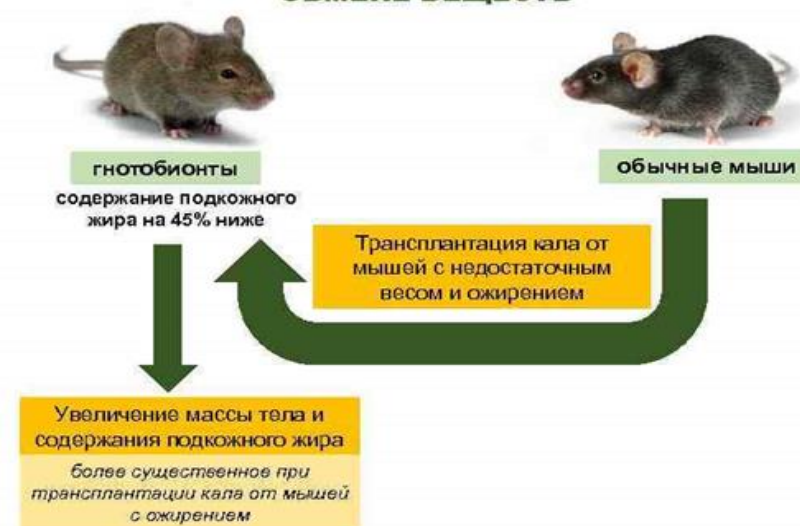 гнотобионты
содержание подкожного
жира на 45% ниже
обычные мыши
Трансплантация кала от
мышей с недостаточным
весом и ожирением
Увеличение массы тела и
содержания подкожного жира
более существенное при
трансплантации кала от мышей
с ожирением